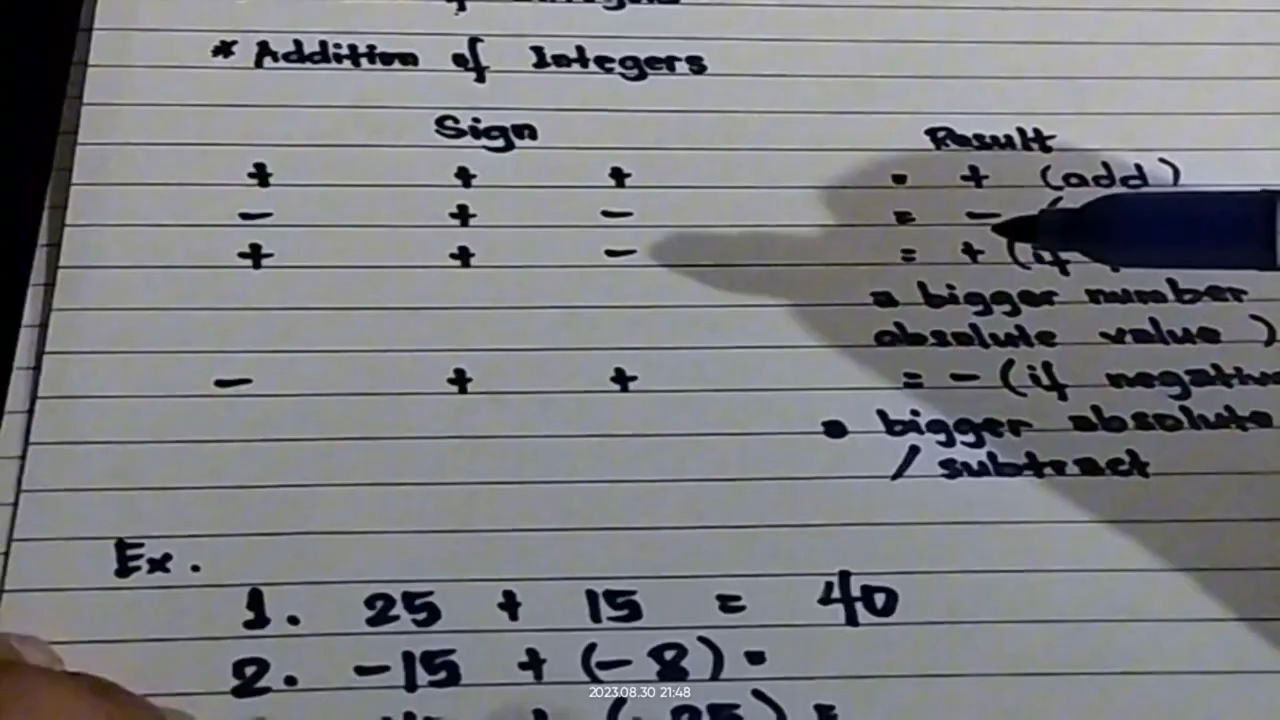 * Addition of Integers
Sign Result
+ + + = + (add)
- + - = -
+ + - = + (if
a bigger number
absolute value )
- + + = - (if negative
a bigger absolute
/ subtract
Ex.
1. 25 + 15 = 40
2. -15 + (-8) =
2023.08.30 21:48